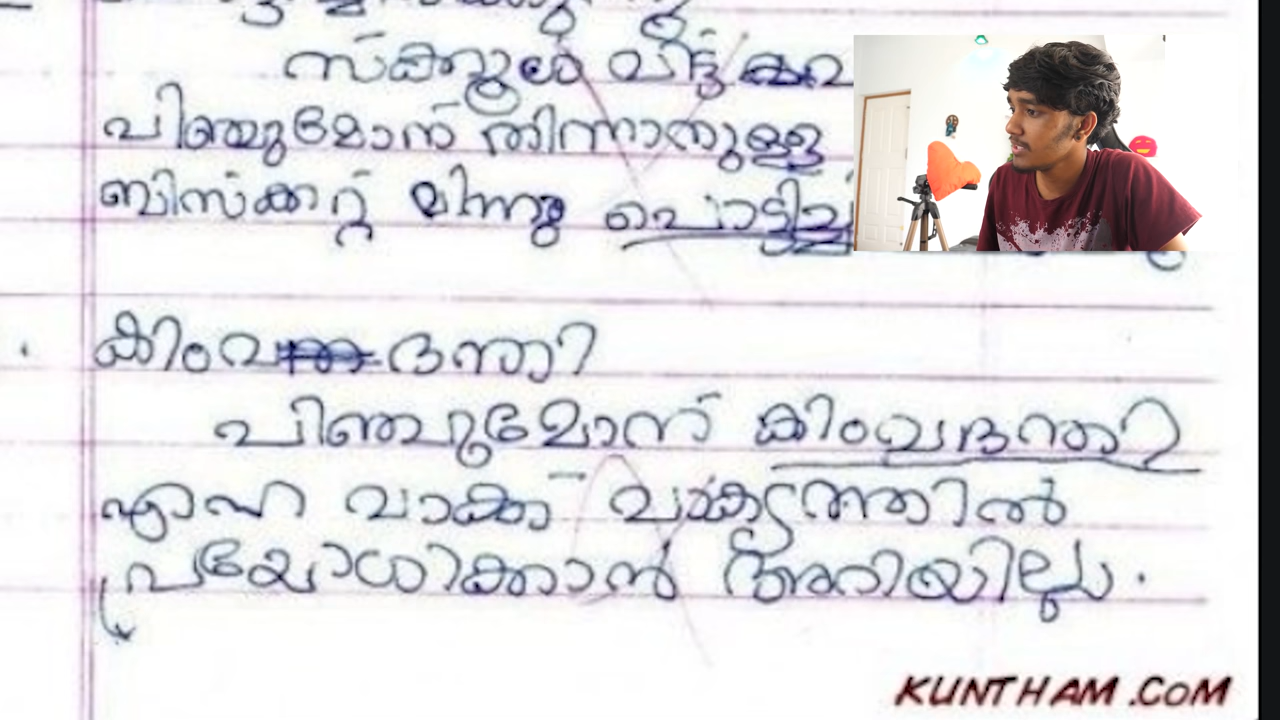 സ്ക്കൂൾ വിട്ട്
പിഞ്ചുമോന് തിന്നാനുള്ള
ബിസ്ക്കറ്റ് മിന്നു പൊട്ടിച്ചു
കിംവദന്തി
പിഞ്ചുമോന് കിംവദന്തി
എന്ന വാക്ക് വാക്യത്തിൽ
പ്രയോഗിക്കാൻ അറിയില്ല.
KUNTHAM.COM